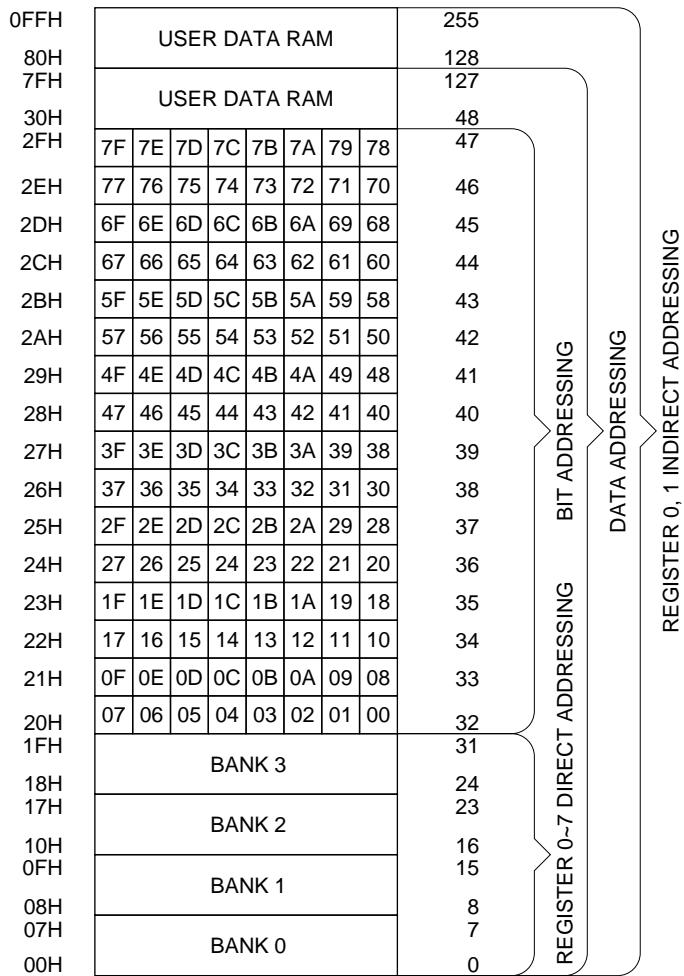 0FFH 255
USER DATA RAM
80H 128
7FH 127
USER DATA RAM
30H 48
2FH 7F 7E 7D 7C 7B 7A 79 78 47
2EH 77 76 75 74 73 72 71 70 46
2DH 6F 6E 6D 6C 6B 6A 69 68 45
2CH 67 66 65 64 63 62 61 60 44
2BH 5F 5E 5D 5C 5B 5A 59 58 43
2AH 57 56 55 54 53 52 51 50 42
29H 4F 4E 4D 4C 4B 4A 49 48 41
28H 47 46 45 44 43 42 41 40 40
27H 3F 3E 3D 3C 3B 3A 39 38 39
26H 37 36 35 34 33 32 31 30 38
25H 2F 2E 2D 2C 2B 2A 29 28 37
24H 27 26 25 24 23 22 21 20 36
23H 1F 1E 1D 1C 1B 1A 19 18 35
22H 17 16 15 14 13 12 11 10 34
21H 0F 0E 0D 0C 0B 0A 09 08 33
20H 07 06 05 04 03 02 01 00 32
1FH 31
BANK 3
18H 24
17H 23
BANK 2
10H 16
0FH 15
BANK 1
08H 8
07H 7
BANK 0
00H 0
BIT ADDRESSING
REGISTER 0~7 DIRECT ADDRESSING
DATA ADDRESSING
REGISTER 0, 1 INDIRECT ADDRESSING